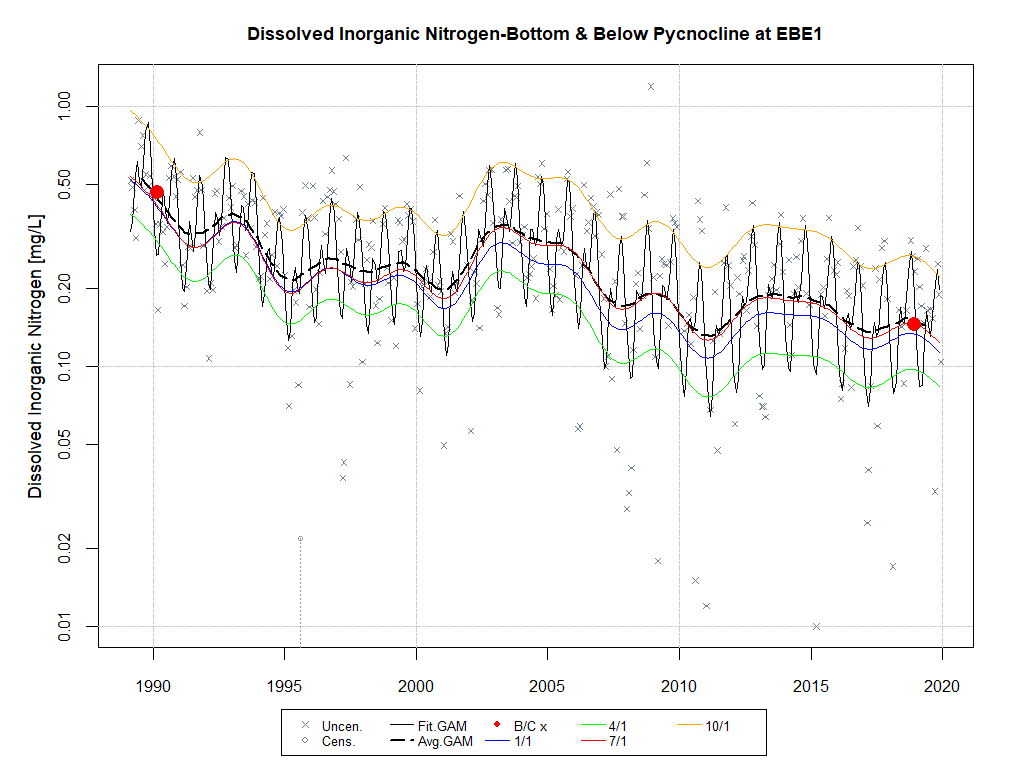 Dissolved Inorganic Nitrogen-Bottom & Below Pycnocline at EBE1
Dissolved Inorganic Nitrogen [mg/L]
1.00
0.50
0.20
0.10
0.05
0.02
0.01
1990 1995 2000 2005 2010 2015 2020
Uncen. Fit.GAM B/C x 4/1 10/1
Cens. Avg.GAM 1/1 7/1